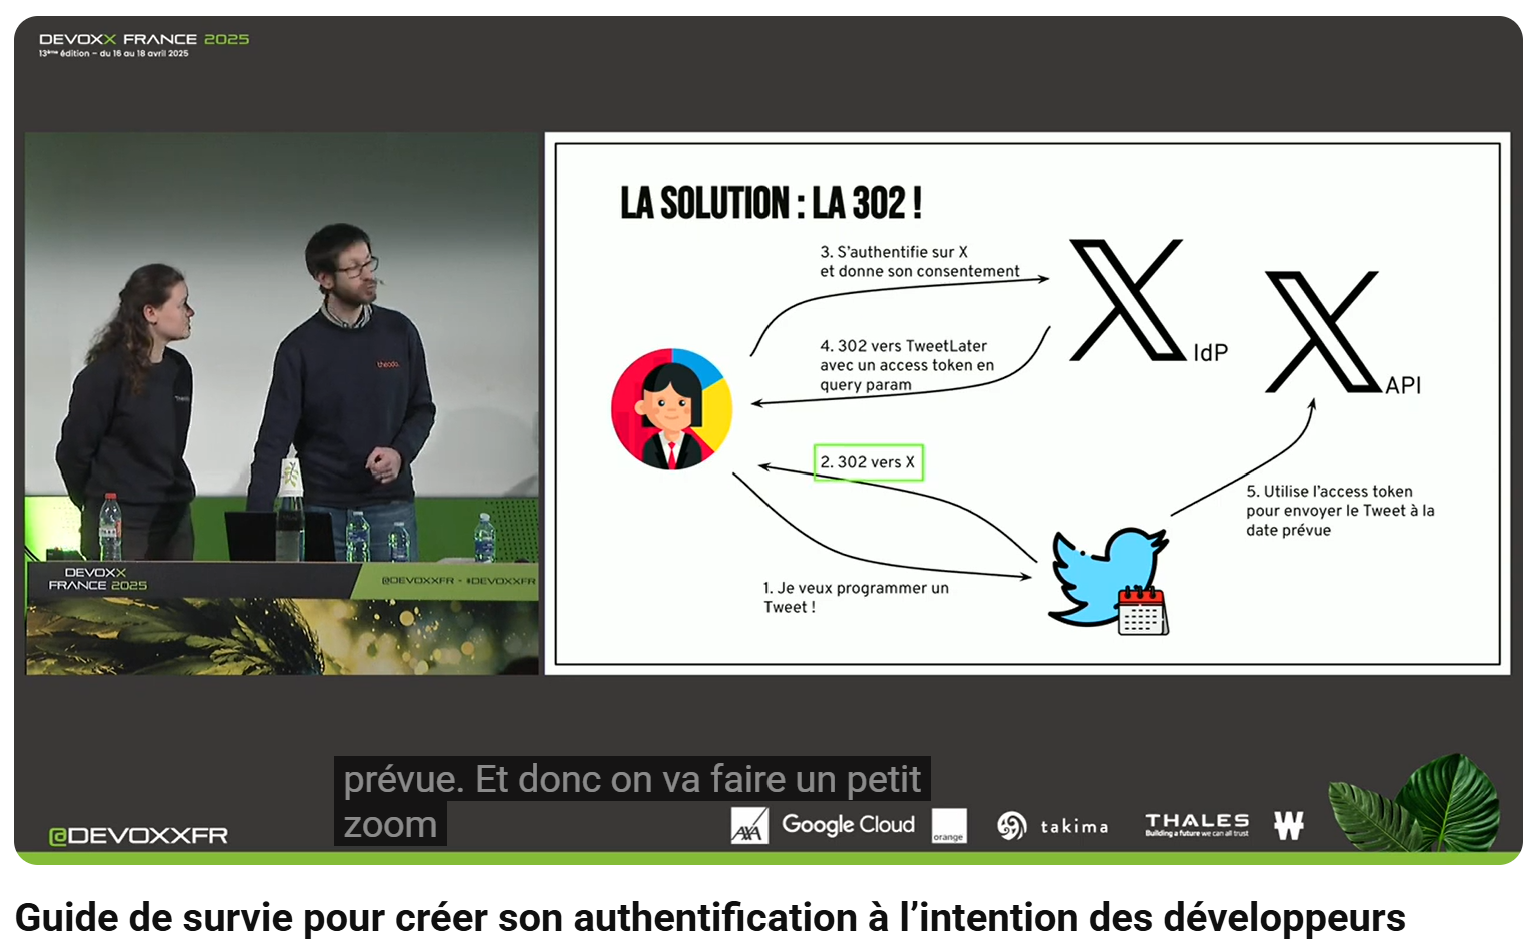 DEVOXX FRANCE 2025
13ème édition – du 16 au 18 avril 2025
LA SOLUTION : LA 302 !
3. S'authentifie sur X
et donne son consentement
IdP
4. 302 vers TweetLater
avec un access token en
query param
API
2. 302 vers X
5. Utilise l'access token
pour envoyer le Tweet à la
date prévue
1. Je veux programmer un
Tweet !
theodo.
DEVOXX
FRANCE 2025
@DEVOXXFR - #DEVOXXFR
prévue. Et donc on va faire un petit
zoom
@DEVOXXFR
AXA
Google Cloud
orange
takima
THALES
Building a future we can all trust
W
Guide de survie pour créer son authentification à l’intention des développeurs